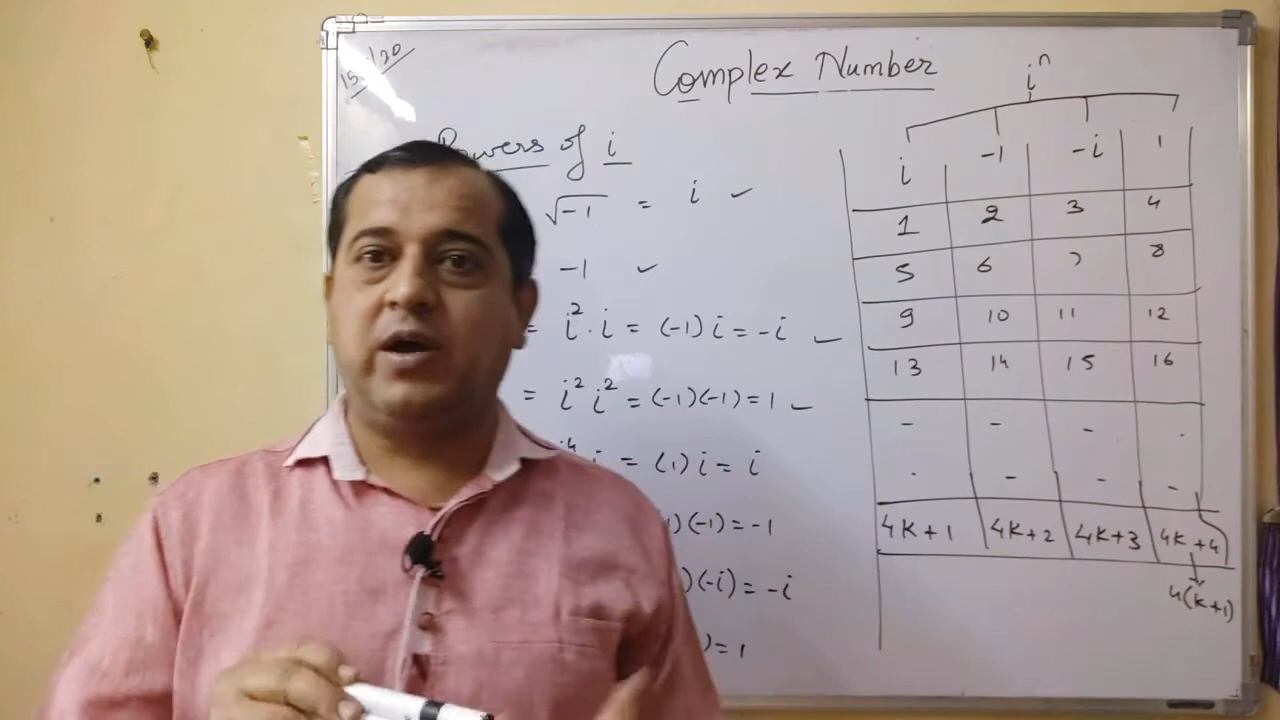 15/20
Complex Number
Powers of i
√-1 = i
-1
= i² . i = (-1) i = -i
= i² i² = (-1)(-1) = 1
i⁴ i = (1) i = i
)(-1) = -1
)(-i) = -i
) = 1
iⁿ
i -1 -i 1
1 2 3 4
5 6 7 8
9 10 11 12
13 14 15 16
- - - .
. - - -
4K+1 4K+2 4K+3 4K+4
4(K+1)